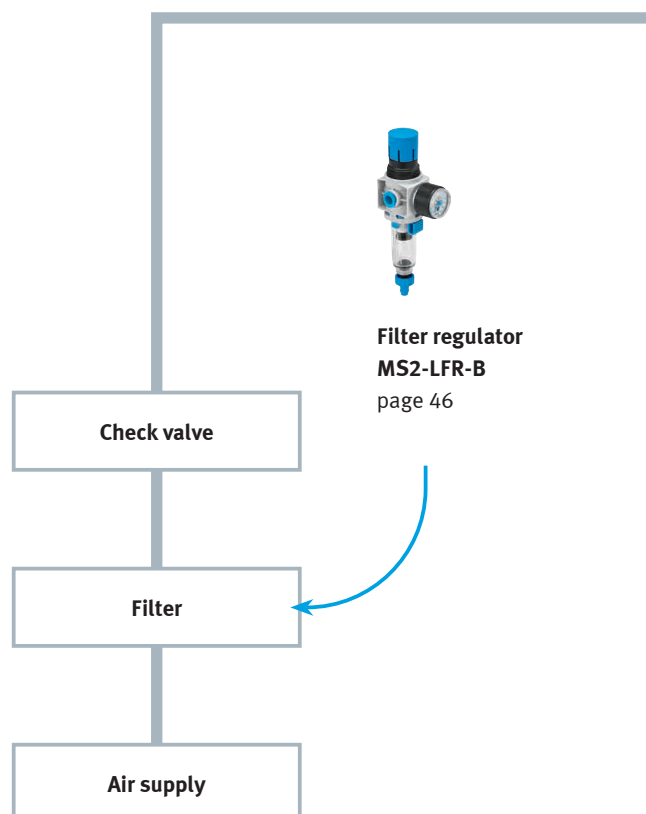 Filter regulator
MS2-LFR-B
page 46
Check valve
Filter
Air supply